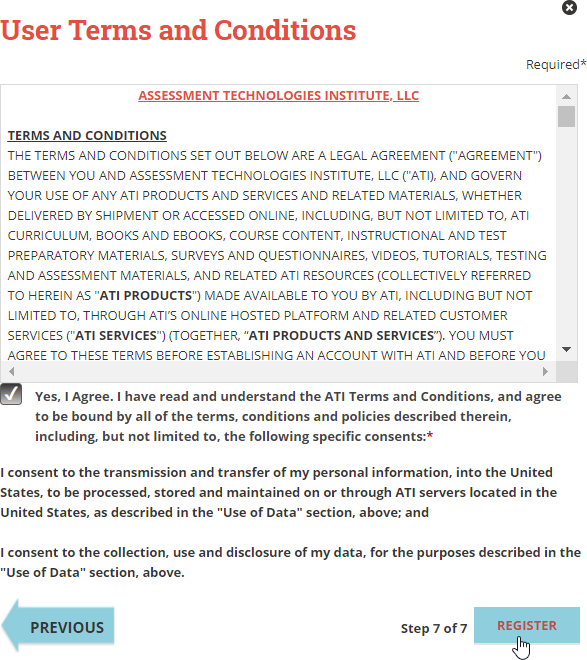 User Terms and Conditions
Required*
ASSESSMENT TECHNOLOGIES INSTITUTE, LLC
TERMS AND CONDITIONS
THE TERMS AND CONDITIONS SET OUT BELOW ARE A LEGAL AGREEMENT ("AGREEMENT")
BETWEEN YOU AND ASSESSMENT TECHNOLOGIES INSTITUTE, LLC ("ATI), AND GOVERN
YOUR USE OF ANY ATI PRODUCTS AND SERVICES AND RELATED MATERIALS, WHETHER
DELIVERED BY SHIPMENT OR ACCESSED ONLINE, INCLUDING, BUT NOT LIMITED TO, ATI
CURRICULUM, BOOKS AND EBOOKS, COURSE CONTENT, INSTRUCTIONAL AND TEST
PREPARATORY MATERIALS, SURVEYS AND QUESTIONNAIRES, VIDEOS, TUTORIALS, TESTING
AND ASSESSMENT MATERIALS, AND RELATED ATI RESOURCES (COLLECTIVELY REFERRED
TO HEREIN AS "ATI PRODUCTS") MADE AVAILABLE TO YOU BY ATI, INCLUDING BUT NOT
LIMITED TO, THROUGH ATI’S ONLINE HOSTED PLATFORM AND RELATED CUSTOMER
SERVICES ("ATI SERVICES") (TOGETHER, “ATI PRODUCTS AND SERVICES”). YOU MUST
AGREE TO THESE TERMS BEFORE ESTABLISHING AN ACCOUNT WITH ATI AND BEFORE YOU
Yes, I Agree. I have read and understand the ATI Terms and Conditions, and agree
to be bound by all of the terms, conditions and policies described therein,
including, but not limited to, the following specific consents:*
I consent to the transmission and transfer of my personal information, into the United
States, to be processed, stored and maintained on or through ATI servers located in the
United States, as described in the "Use of Data" section, above; and
I consent to the collection, use and disclosure of my data, for the purposes described in the
"Use of Data" section, above.
PREVIOUS
Step 7 of 7
REGISTER